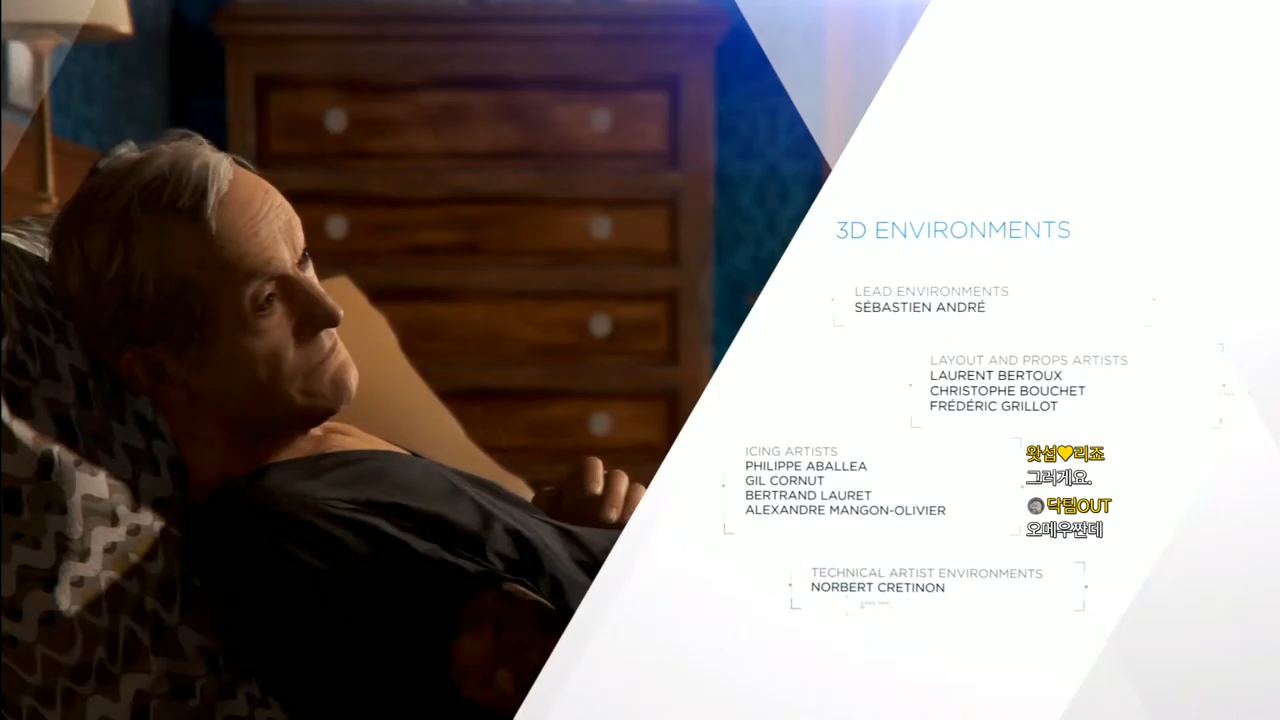 3D ENVIRONMENTS
LEAD ENVIRONMENTS
SÉBASTIEN ANDRÉ
LAYOUT AND PROPS ARTISTS
LAURENT BERTOUX
CHRISTOPHE BOUCHET
FRÉDÉRIC GRILLOT
ICING ARTISTS
PHILIPPE ABALLEA
GIL CORNUT
BERTRAND LAURET
ALEXANDRE MANGON-OLIVIER
왓섭💛리죠
그러게요.
닥팀OUT
오메우짠데
TECHNICAL ARTIST ENVIRONMENTS
NORBERT CRETINON